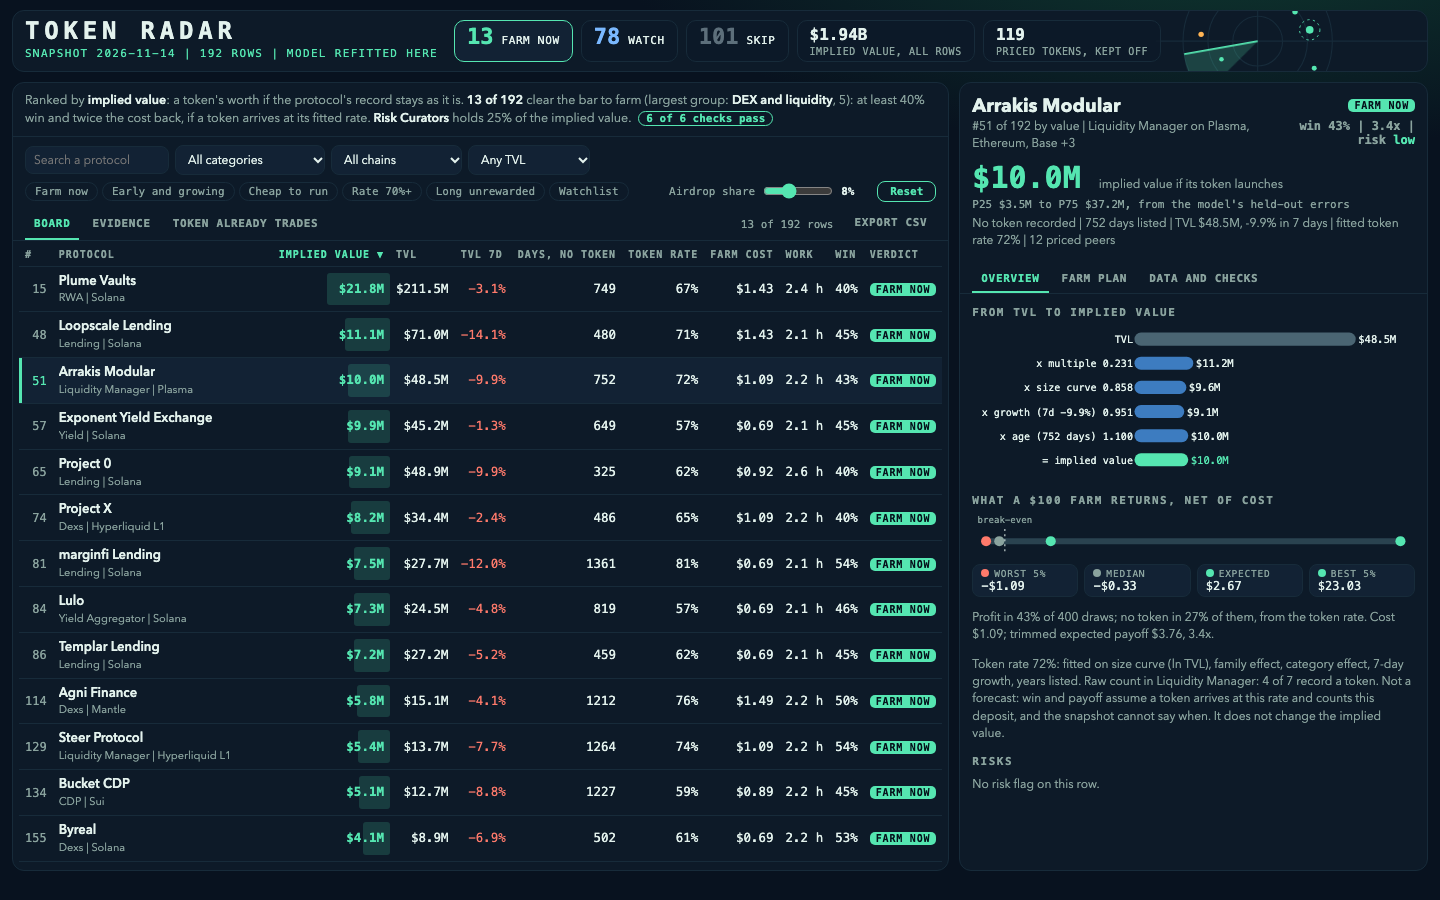 TOKEN RADAR
SNAPSHOT 2026-11-14 | 192 ROWS | MODEL REFITTED HERE
13 FARM NOW
78 WATCH
101 SKIP
$1.94B
IMPLIED VALUE, ALL ROWS
119
PRICED TOKENS, KEPT OFF
Ranked by implied value: a token's worth if the protocol's record stays as it is. 13 of 192 clear the bar to farm (largest group: DEX and liquidity, 5): at least 40%
win and twice the cost back, if a token arrives at its fitted rate. Risk Curators holds 25% of the implied value. 6 of 6 checks pass
Search a protocol All categories All chains Any TVL
Farm now Early and growing Cheap to run Rate 70%+ Long unrewarded Watchlist Airdrop share 8% Reset
BOARD EVIDENCE TOKEN ALREADY TRADES 13 of 192 rows EXPORT CSV
# PROTOCOL IMPLIED VALUE ▼ TVL TVL 7D DAYS, NO TOKEN TOKEN RATE FARM COST WORK WIN VERDICT
15 Plume Vaults $21.8M $211.5M −3.1% 749 67% $1.43 2.4 h 40% FARM NOW
RWA | Solana
48 Loopscale Lending $11.1M $71.0M −14.1% 480 71% $1.43 2.1 h 45% FARM NOW
Lending | Solana
51 Arrakis Modular $10.0M $48.5M −9.9% 752 72% $1.09 2.2 h 43% FARM NOW
Liquidity Manager | Plasma
57 Exponent Yield Exchange $9.9M $45.2M −1.3% 649 57% $0.69 2.1 h 45% FARM NOW
Yield | Solana
65 Project 0 $9.1M $48.9M −9.9% 325 62% $0.92 2.6 h 40% FARM NOW
Lending | Solana
74 Project X $8.2M $34.4M −2.4% 486 65% $1.09 2.2 h 40% FARM NOW
Dexs | Hyperliquid L1
81 marginfi Lending $7.5M $27.7M −12.0% 1361 81% $0.69 2.1 h 54% FARM NOW
Lending | Solana
84 Lulo $7.3M $24.5M −4.8% 819 57% $0.69 2.1 h 46% FARM NOW
Yield Aggregator | Solana
86 Templar Lending $7.2M $27.2M −5.2% 459 62% $0.69 2.1 h 45% FARM NOW
Lending | Solana
114 Agni Finance $5.8M $15.1M −4.1% 1212 76% $1.49 2.2 h 50% FARM NOW
Dexs | Mantle
129 Steer Protocol $5.4M $13.7M −7.7% 1264 74% $1.09 2.2 h 54% FARM NOW
Liquidity Manager | Hyperliquid L1
134 Bucket CDP $5.1M $12.7M −8.8% 1227 59% $0.89 2.2 h 45% FARM NOW
CDP | Sui
155 Byreal $4.1M $8.9M −6.9% 502 61% $0.69 2.2 h 53% FARM NOW
Dexs | Solana
Arrakis Modular FARM NOW
#51 of 192 by value | Liquidity Manager on Plasma,
Ethereum, Base +3
win 43% | 3.4x |
risk low
$10.0M implied value if its token launches
P25 $3.5M to P75 $37.2M, from the model's held-out errors
No token recorded | 752 days listed | TVL $48.5M, -9.9% in 7 days | fitted token
rate 72% | 12 priced peers
OVERVIEW FARM PLAN DATA AND CHECKS
FROM TVL TO IMPLIED VALUE
TVL $48.5M
x multiple 0.231 $11.2M
x size curve 0.858 $9.6M
x growth (7d −9.9%) 0.951 $9.1M
x age (752 days) 1.100 $10.0M
= implied value $10.0M
WHAT A $100 FARM RETURNS, NET OF COST
break-even
WORST 5% MEDIAN EXPECTED BEST 5%
−$1.09 −$0.33 $2.67 $23.03
Profit in 43% of 400 draws; no token in 27% of them, from the token rate. Cost
$1.09; trimmed expected payoff $3.76, 3.4x.
Token rate 72%: fitted on size curve (ln TVL), family effect, category effect, 7-day
growth, years listed. Raw count in Liquidity Manager: 4 of 7 record a token. Not a
forecast: win and payoff assume a token arrives at this rate and counts this
deposit, and the snapshot cannot say when. It does not change the implied
value.
RISKS
No risk flag on this row.